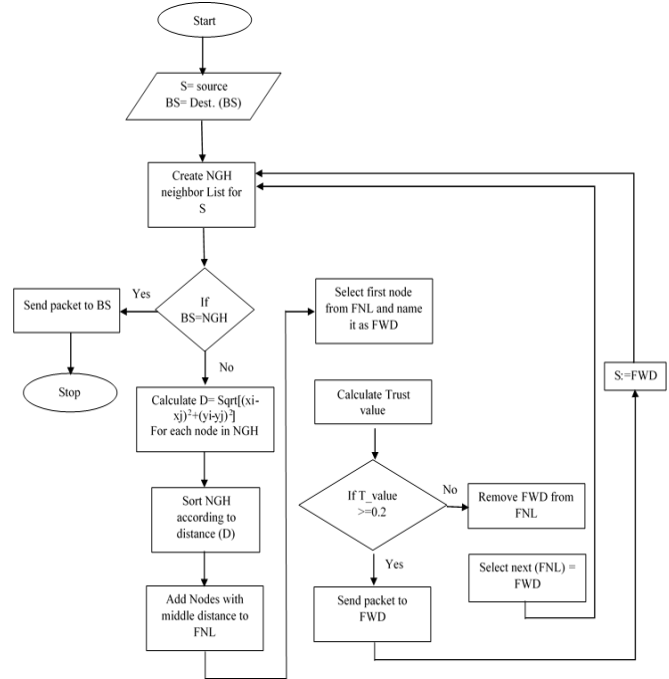 Start
S= source
BS= Dest. (BS)
Create NGH
neighbor List for
S
If
BS=NGH
Yes
Send packet to BS
Stop
No
Calculate D= Sqrt[(xi-
xj)²+(yi-yj)²]
For each node in NGH
Sort NGH
according to
distance (D)
Add Nodes with
middle distance to
FNL
Select first node
from FNL and name
it as FWD
Calculate Trust
value
If T_value
>=0.2
No
Remove FWD from
FNL
Select next (FNL) =
FWD
Yes
Send packet to
FWD
S:=FWD